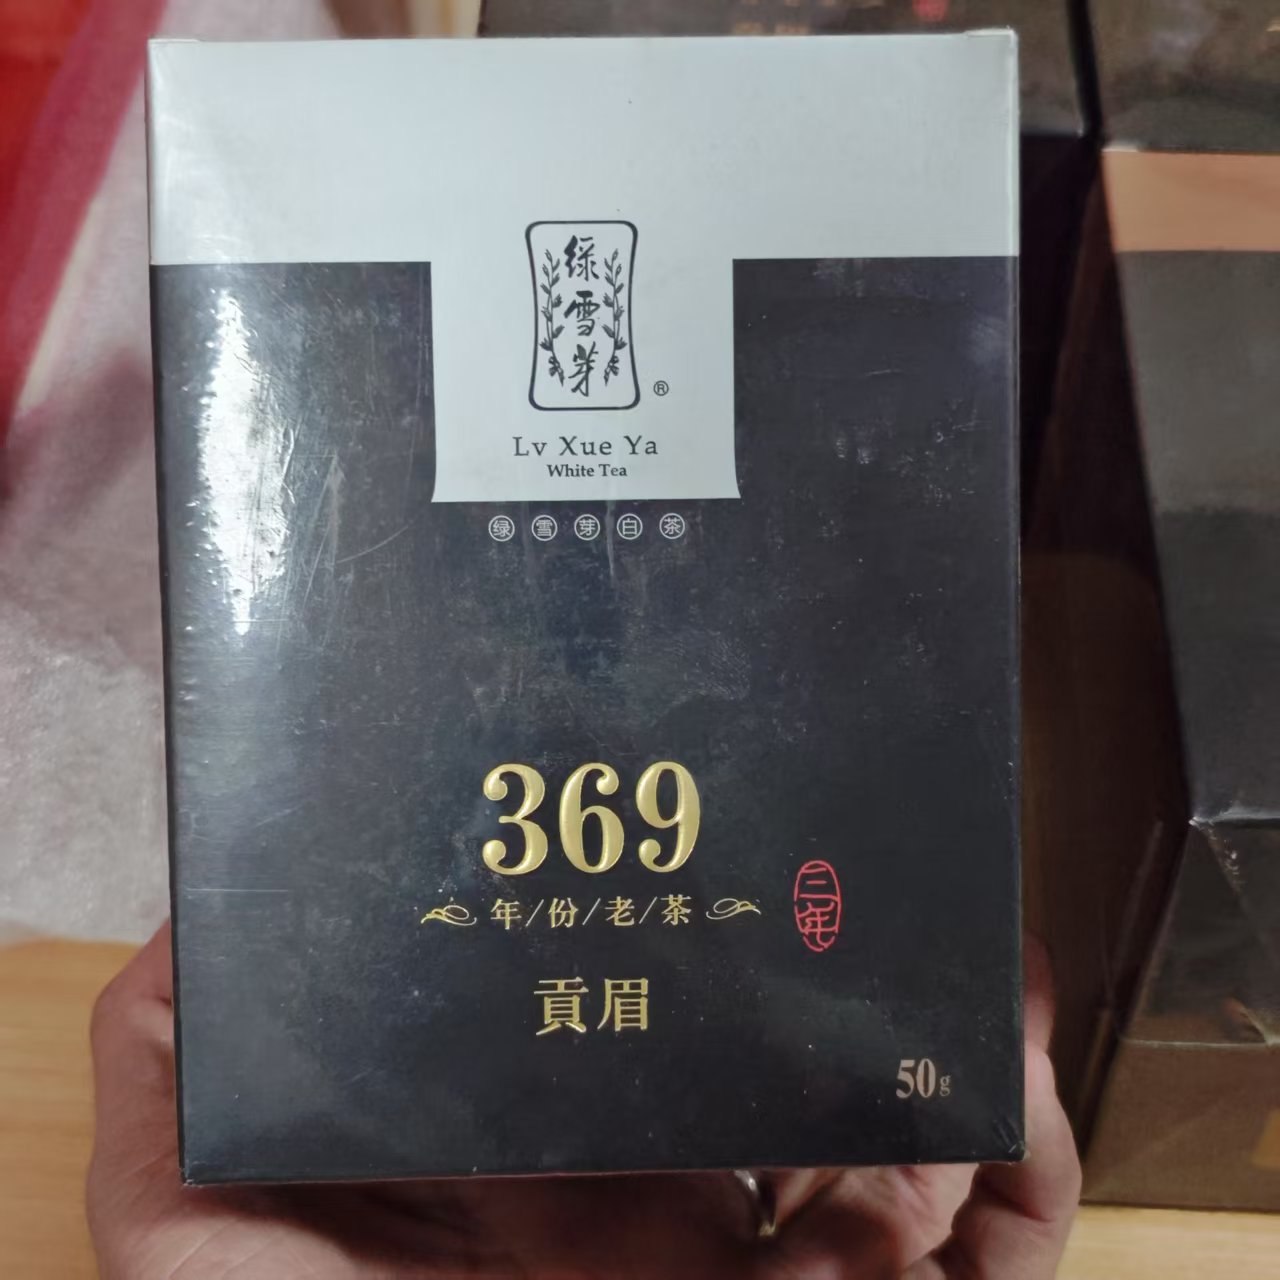 綠
雪
芽
®
Lv Xue Ya
White Tea
绿雪芽白茶
369
年/份/老/茶
三年
貢眉
50g